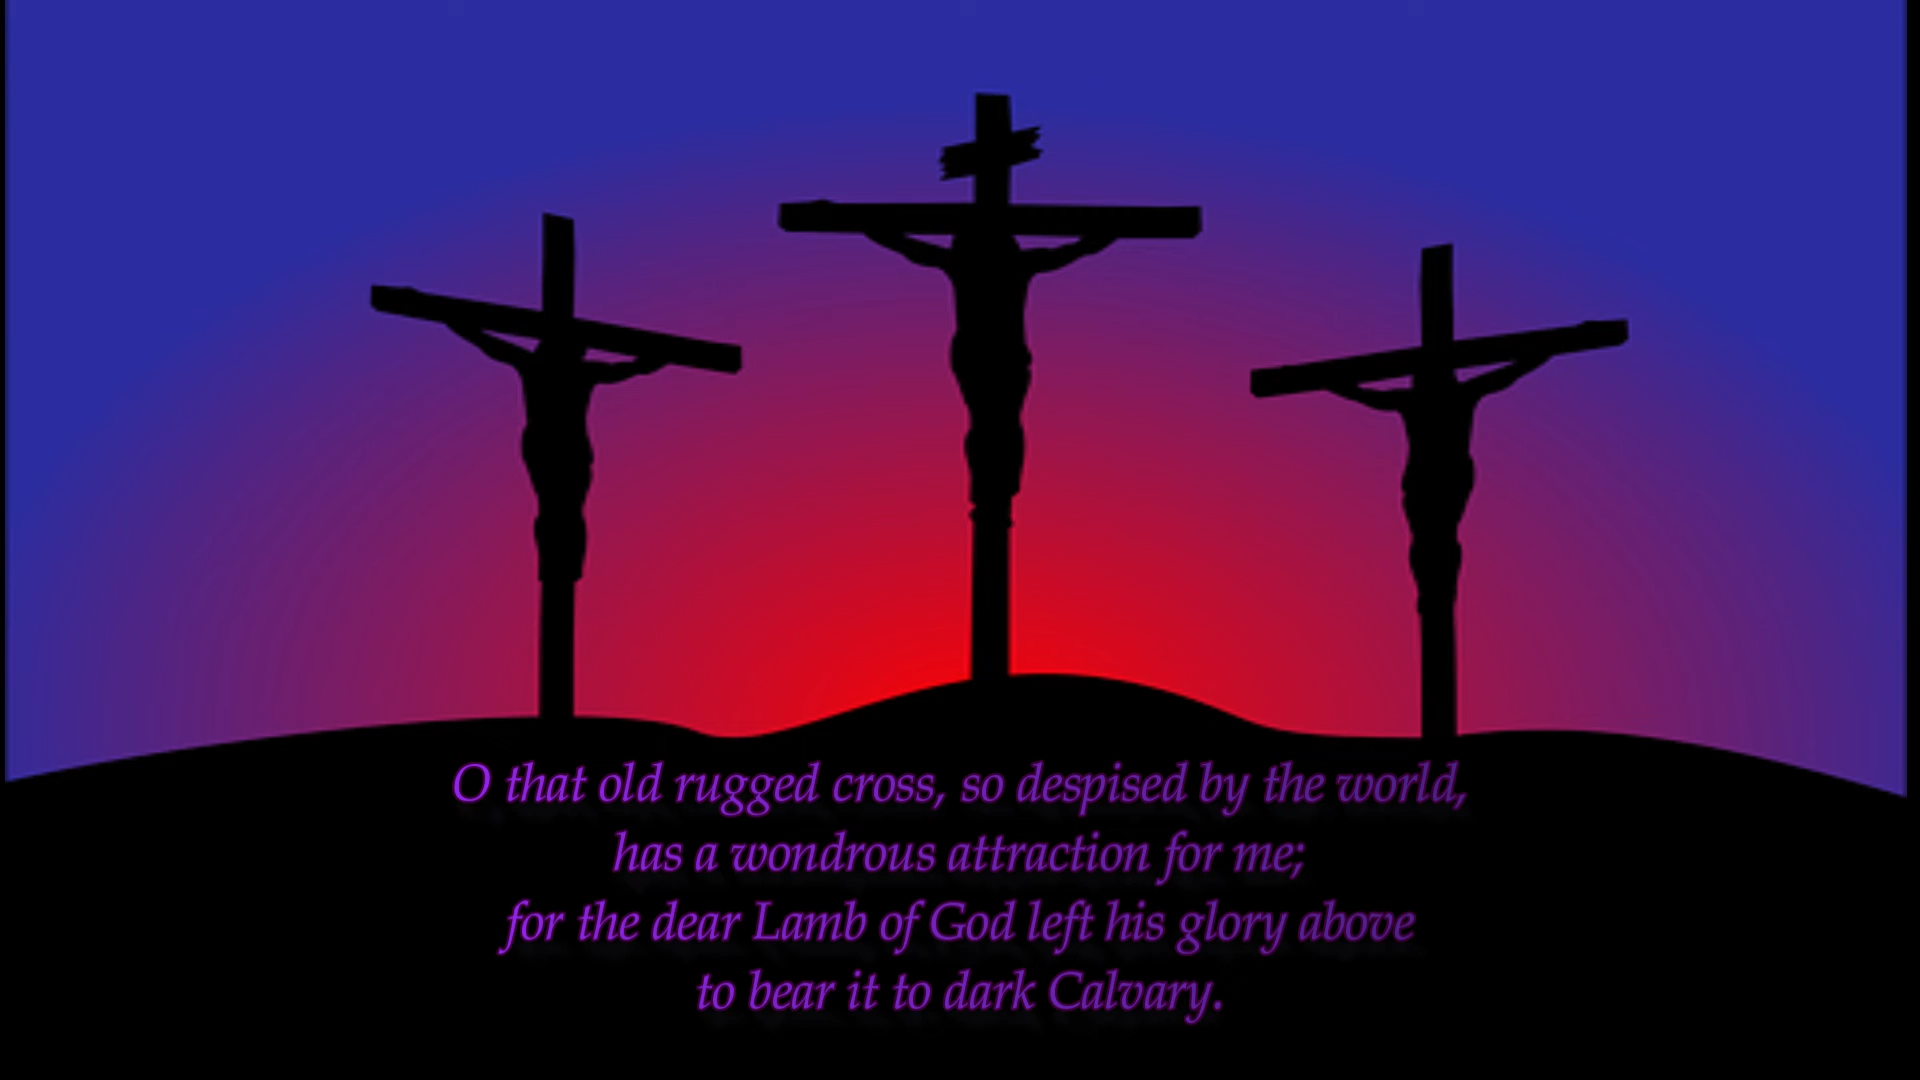 O that old rugged cross, so despised by the world,
has a wondrous attraction for me;
for the dear Lamb of God left his glory above
to bear it to dark Calvary.